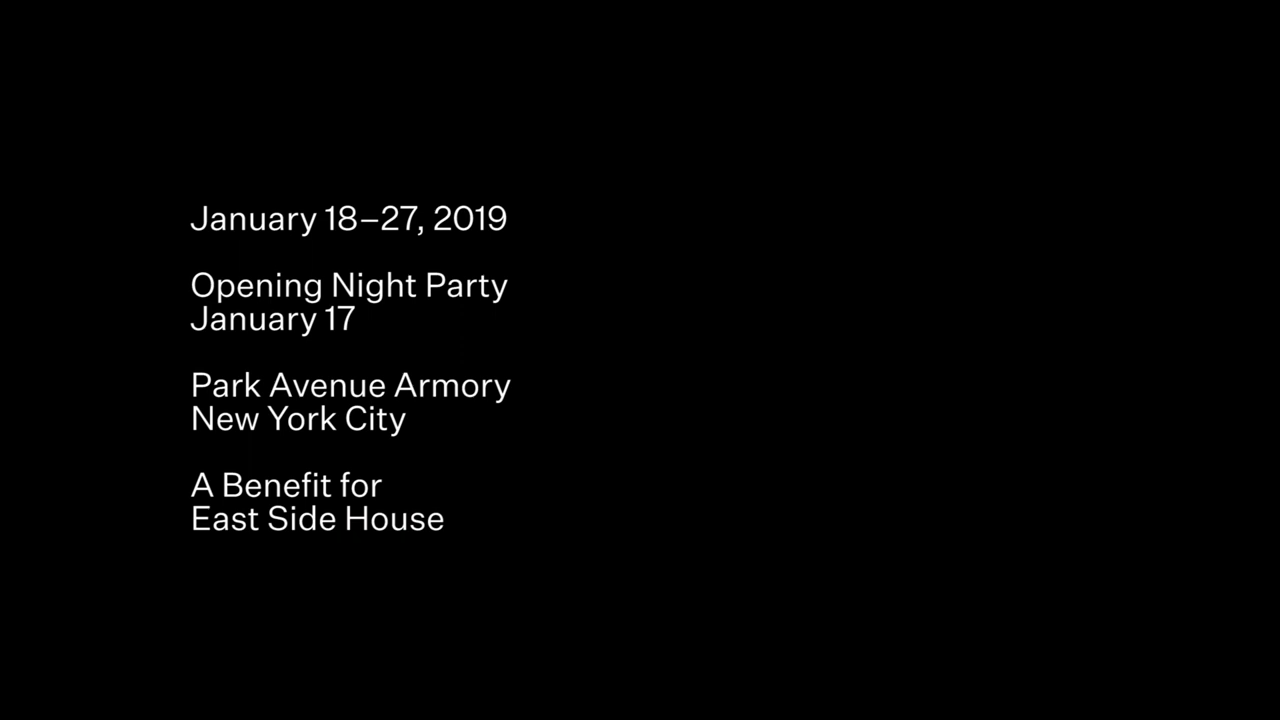 January 18–27, 2019
Opening Night Party
January 17
Park Avenue Armory
New York City
A Benefit for
East Side House